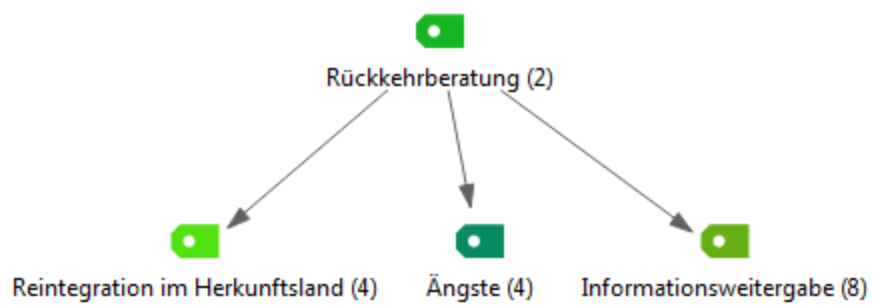 Rückkehrberatung (2)
Reintegration im Herkunftsland (4)
Ängste (4)
Informationsweitergabe (8)